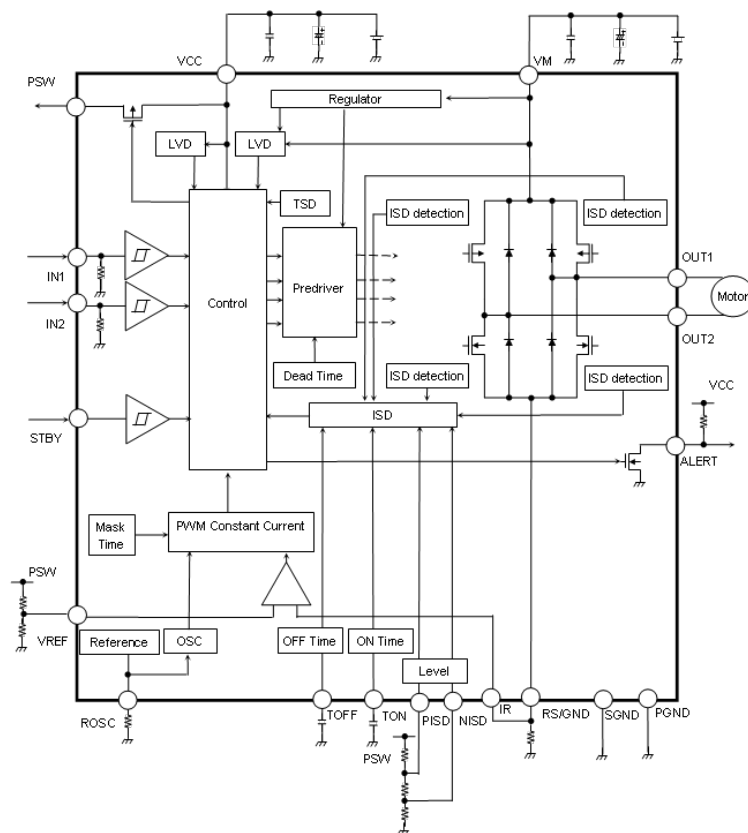 VCC
VM
PSW
Regulator
LVD
LVD
TSD
ISD detection
ISD detection
IN1
OUT1
Control
Predriver
Motor
IN2
OUT2
Dead Time
ISD detection
ISD detection
VCC
ISD
STBY
ALERT
Mask
Time
PWM Constant Current
PSW
VREF
Reference
OSC
OFF Time
ON Time
Level
ROSC
TOFF
TON
PISD
NISD
IR
RS/GND
SGND
PGND
PSW